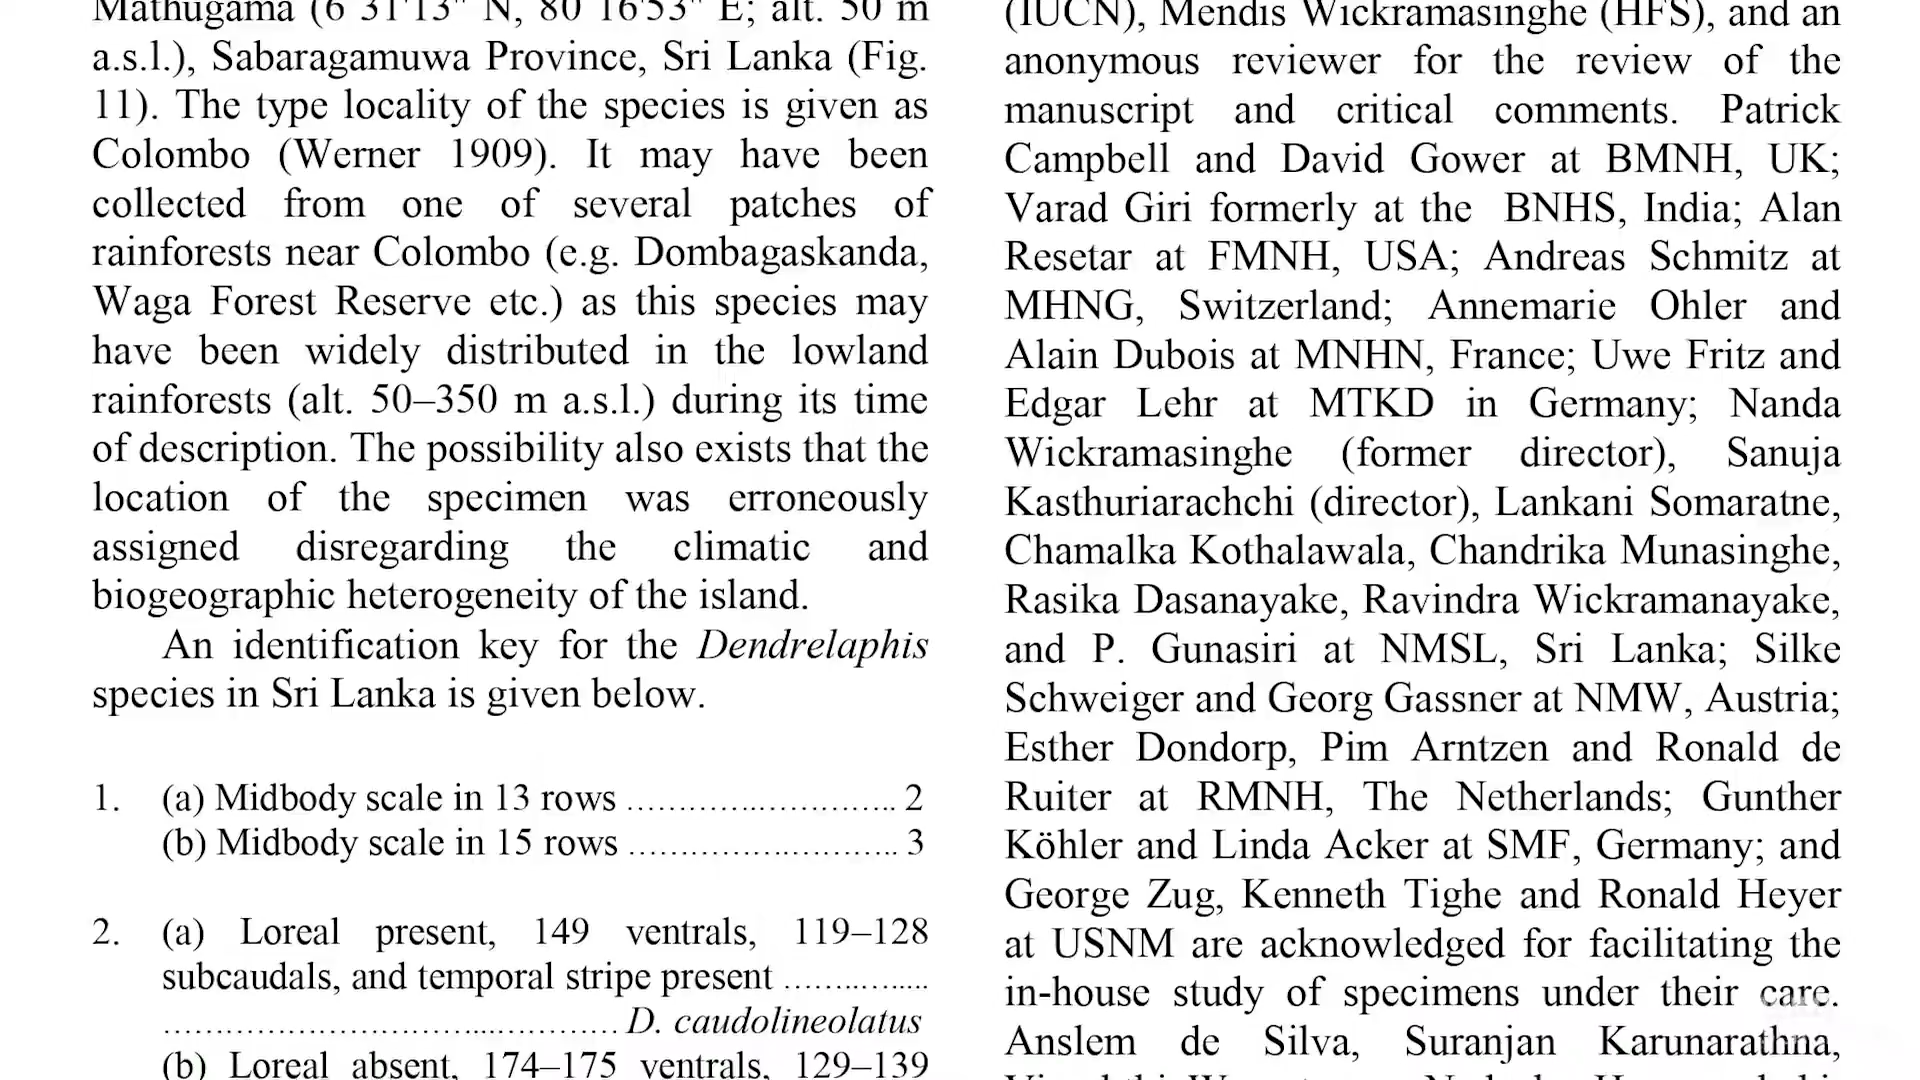 Mathugama (6°31'13" N, 80°16'53" E; alt. 50 m
a.s.l.), Sabaragamuwa Province, Sri Lanka (Fig.
11). The type locality of the species is given as
Colombo (Werner 1909). It may have been
collected from one of several patches of
rainforests near Colombo (e.g. Dombagaskanda,
Waga Forest Reserve etc.) as this species may
have been widely distributed in the lowland
rainforests (alt. 50–350 m a.s.l.) during its time
of description. The possibility also exists that the
location of the specimen was erroneously
assigned disregarding the climatic and
biogeographic heterogeneity of the island.
An identification key for the Dendrelaphis
species in Sri Lanka is given below.
1. (a) Midbody scale in 13 rows ................................. 2
(b) Midbody scale in 15 rows ................................. 3
2. (a) Loreal present, 149 ventrals, 119–128
subcaudals, and temporal stripe present ..................
...................................................... D. caudolineolatus
(b) Loreal absent, 174–175 ventrals, 129–139
(IUCN), Mendis Wickramasinghe (HFS), and an
anonymous reviewer for the review of the
manuscript and critical comments. Patrick
Campbell and David Gower at BMNH, UK;
Varad Giri formerly at the BNHS, India; Alan
Resetar at FMNH, USA; Andreas Schmitz at
MHNG, Switzerland; Annemarie Ohler and
Alain Dubois at MNHN, France; Uwe Fritz and
Edgar Lehr at MTKD in Germany; Nanda
Wickramasinghe (former director), Sanuja
Kasthuriarachchi (director), Lankani Somaratne,
Chamalka Kothalawala, Chandrika Munasinghe,
Rasika Dasanayake, Ravindra Wickramanayake,
and P. Gunasiri at NMSL, Sri Lanka; Silke
Schweiger and Georg Gassner at NMW, Austria;
Esther Dondorp, Pim Arntzen and Ronald de
Ruiter at RMNH, The Netherlands; Gunther
Köhler and Linda Acker at SMF, Germany; and
George Zug, Kenneth Tighe and Ronald Heyer
at USNM are acknowledged for facilitating the
in-house study of specimens under their care.
Anslem de Silva, Suranjan Karunarathna,